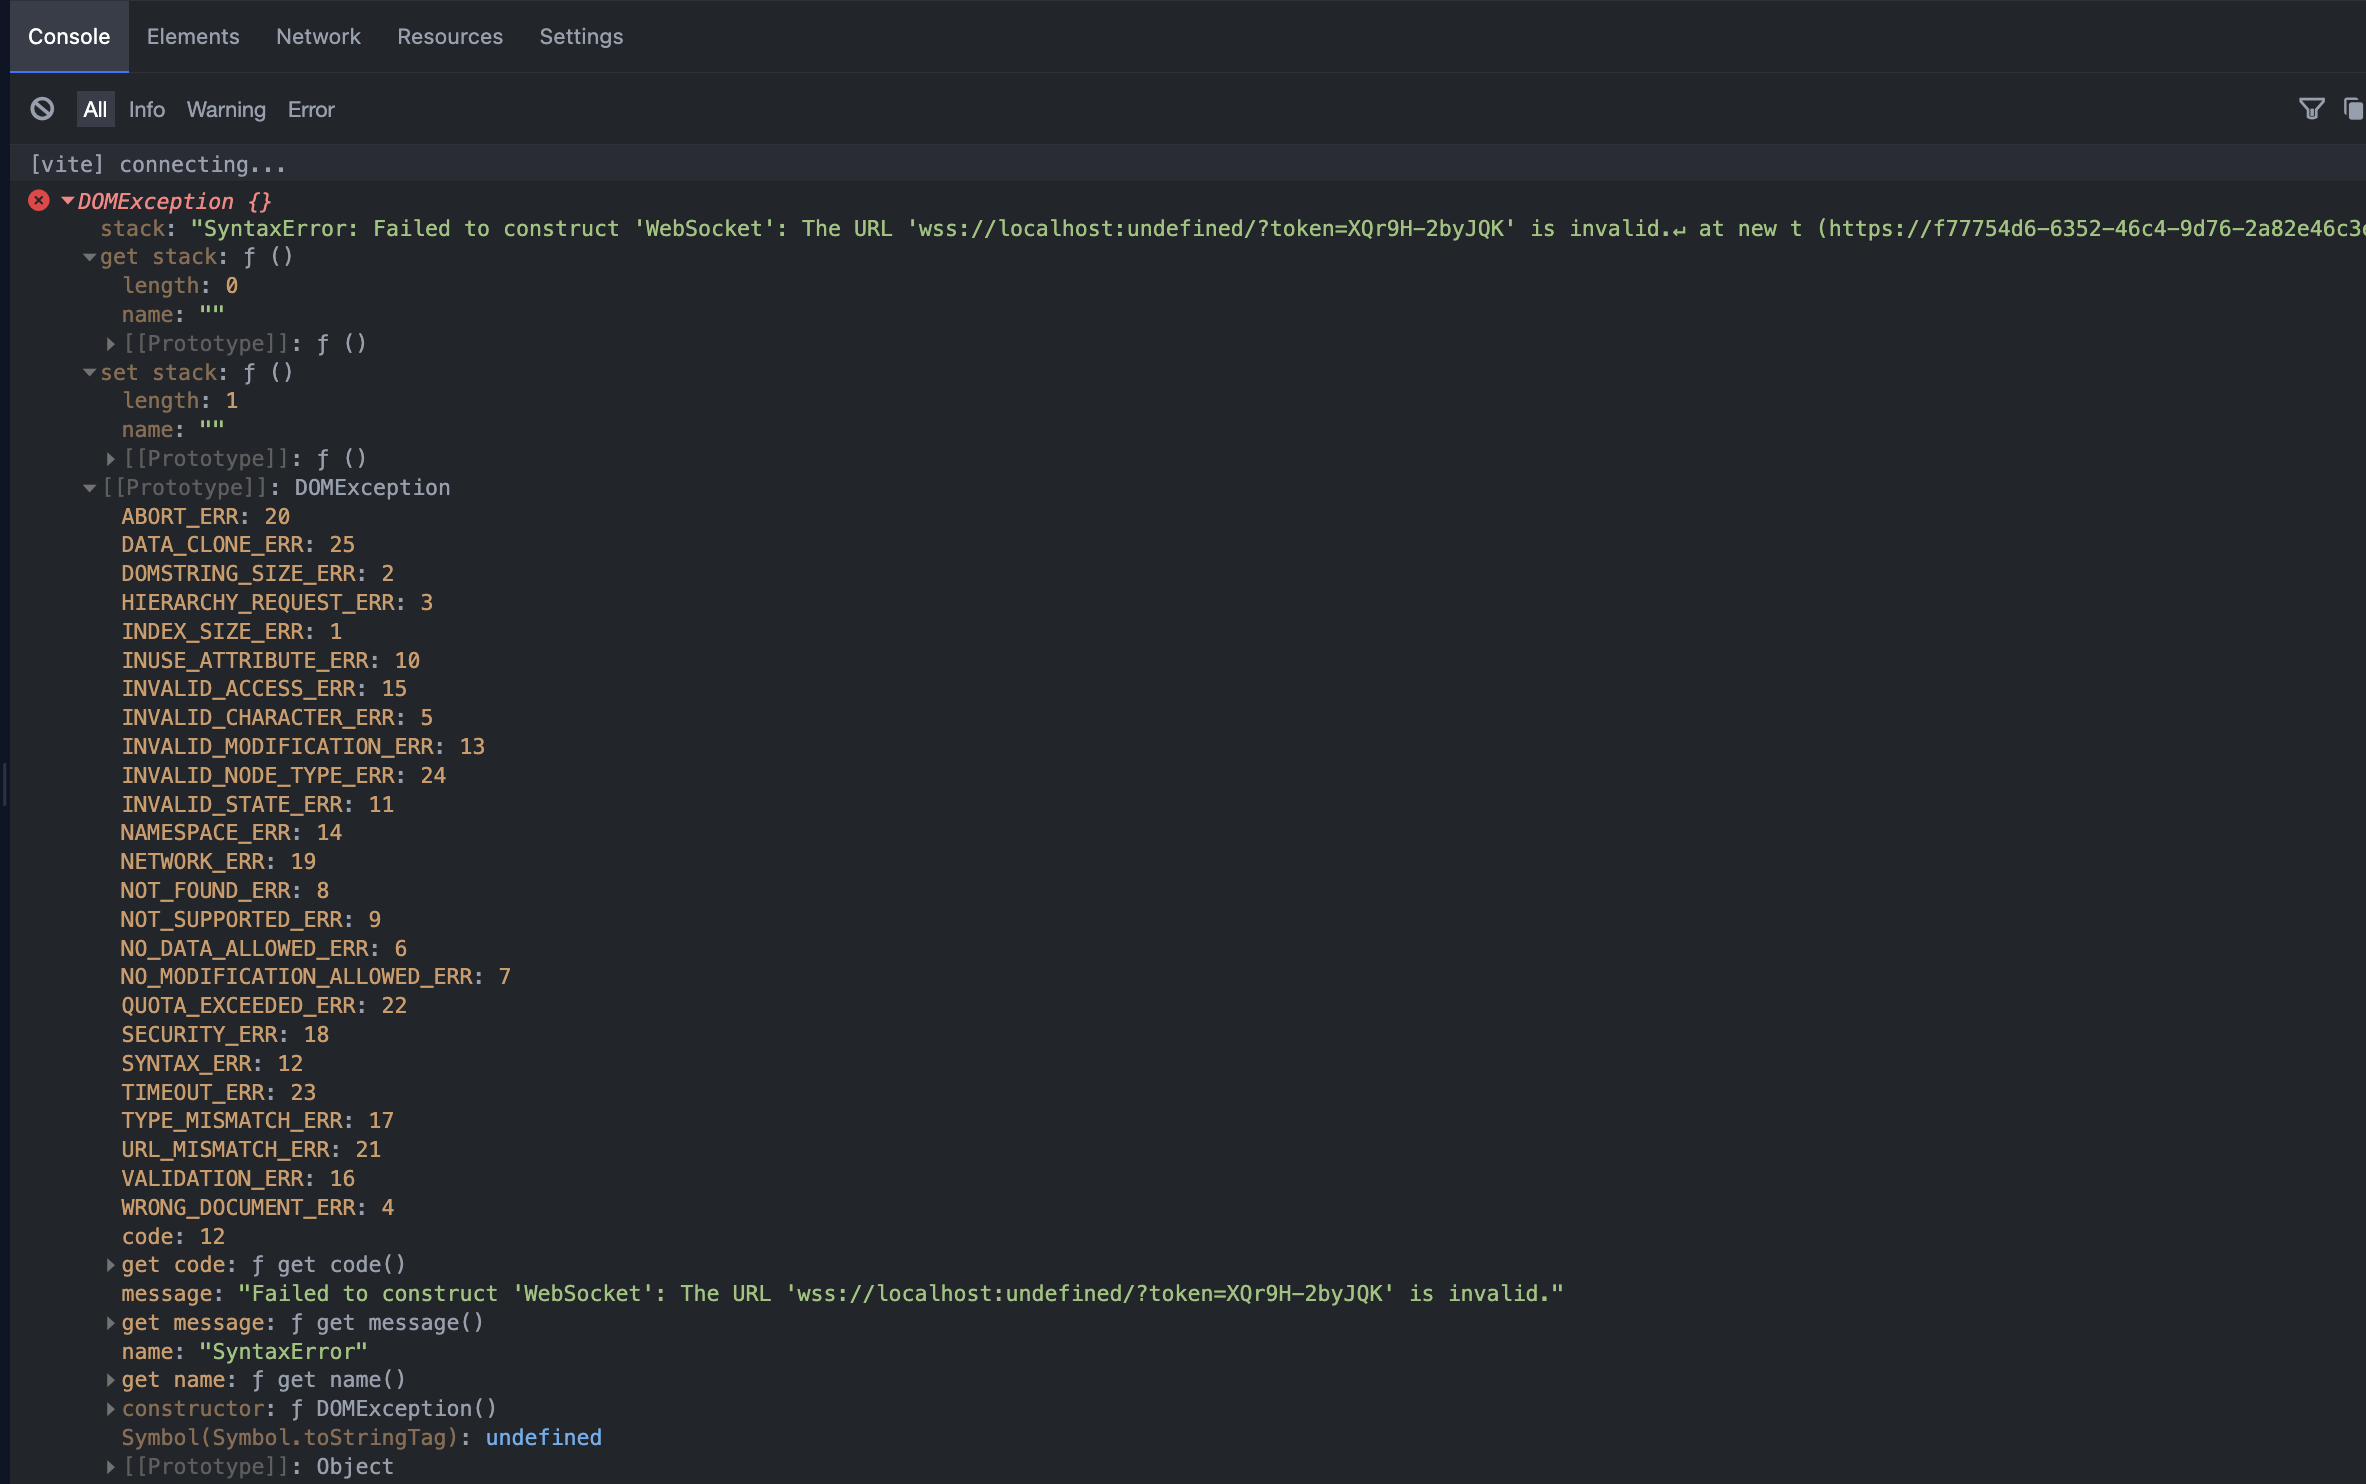 Console Elements Network Resources Settings
All Info Warning Error
[vite] connecting...
DOMException {}
stack: "SyntaxError: Failed to construct 'WebSocket': The URL 'wss://localhost:undefined/?token=XQr9H-2byJQK' is invalid.↵ at new t (https://f77754d6-6352-46c4-9d76-2a82e46c3
get stack: ƒ ()
length: 0
name: ""
[[Prototype]]: ƒ ()
set stack: ƒ ()
length: 1
name: ""
[[Prototype]]: ƒ ()
[[Prototype]]: DOMException
ABORT_ERR: 20
DATA_CLONE_ERR: 25
DOMSTRING_SIZE_ERR: 2
HIERARCHY_REQUEST_ERR: 3
INDEX_SIZE_ERR: 1
INUSE_ATTRIBUTE_ERR: 10
INVALID_ACCESS_ERR: 15
INVALID_CHARACTER_ERR: 5
INVALID_MODIFICATION_ERR: 13
INVALID_NODE_TYPE_ERR: 24
INVALID_STATE_ERR: 11
NAMESPACE_ERR: 14
NETWORK_ERR: 19
NOT_FOUND_ERR: 8
NOT_SUPPORTED_ERR: 9
NO_DATA_ALLOWED_ERR: 6
NO_MODIFICATION_ALLOWED_ERR: 7
QUOTA_EXCEEDED_ERR: 22
SECURITY_ERR: 18
SYNTAX_ERR: 12
TIMEOUT_ERR: 23
TYPE_MISMATCH_ERR: 17
URL_MISMATCH_ERR: 21
VALIDATION_ERR: 16
WRONG_DOCUMENT_ERR: 4
code: 12
get code: ƒ get code()
message: "Failed to construct 'WebSocket': The URL 'wss://localhost:undefined/?token=XQr9H-2byJQK' is invalid."
get message: ƒ get message()
name: "SyntaxError"
get name: ƒ get name()
constructor: ƒ DOMException()
Symbol(Symbol.toStringTag): undefined
[[Prototype]]: Object